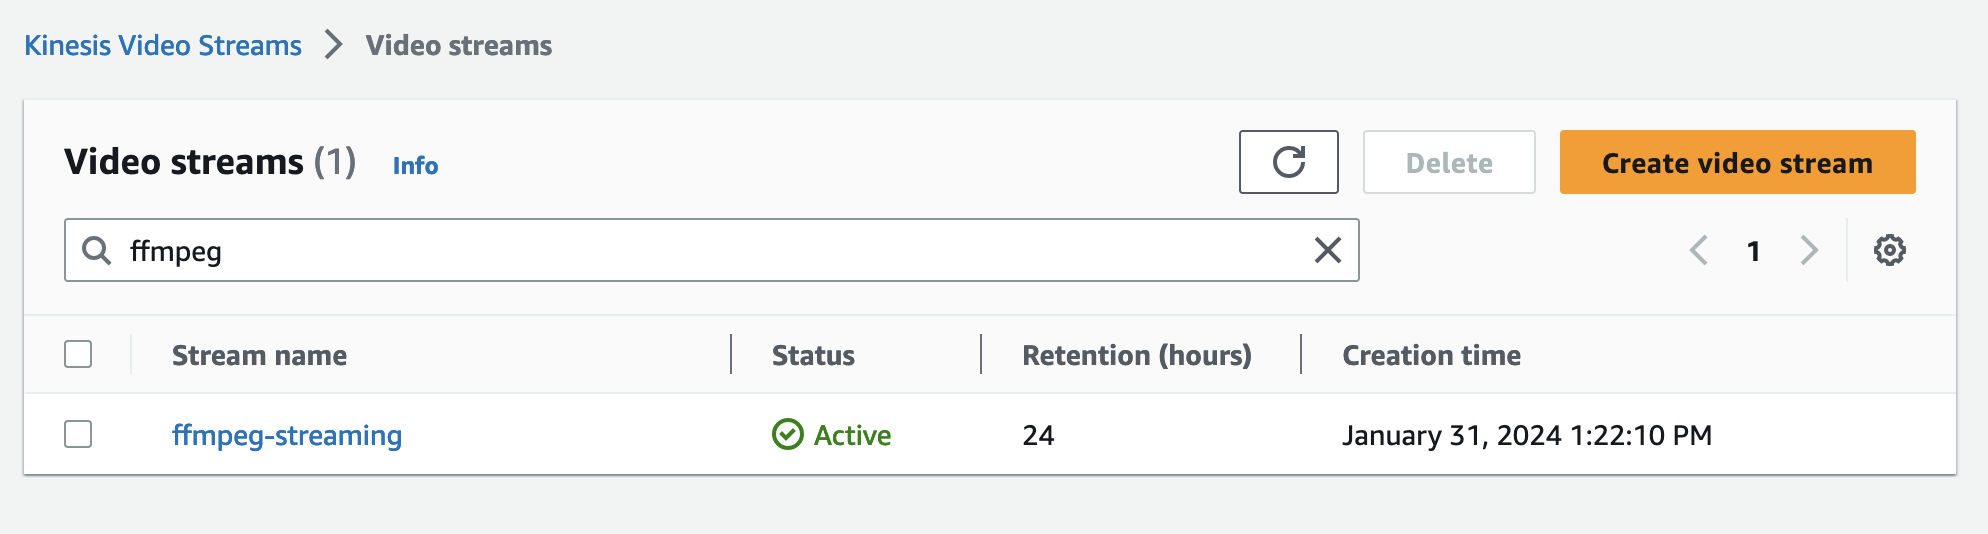 Kinesis Video Streams > Video streams
Video streams (1) Info
Delete
Create video stream
ffmpeg
1
Stream name Status Retention (hours) Creation time
ffmpeg-streaming Active 24 January 31, 2024 1:22:10 PM